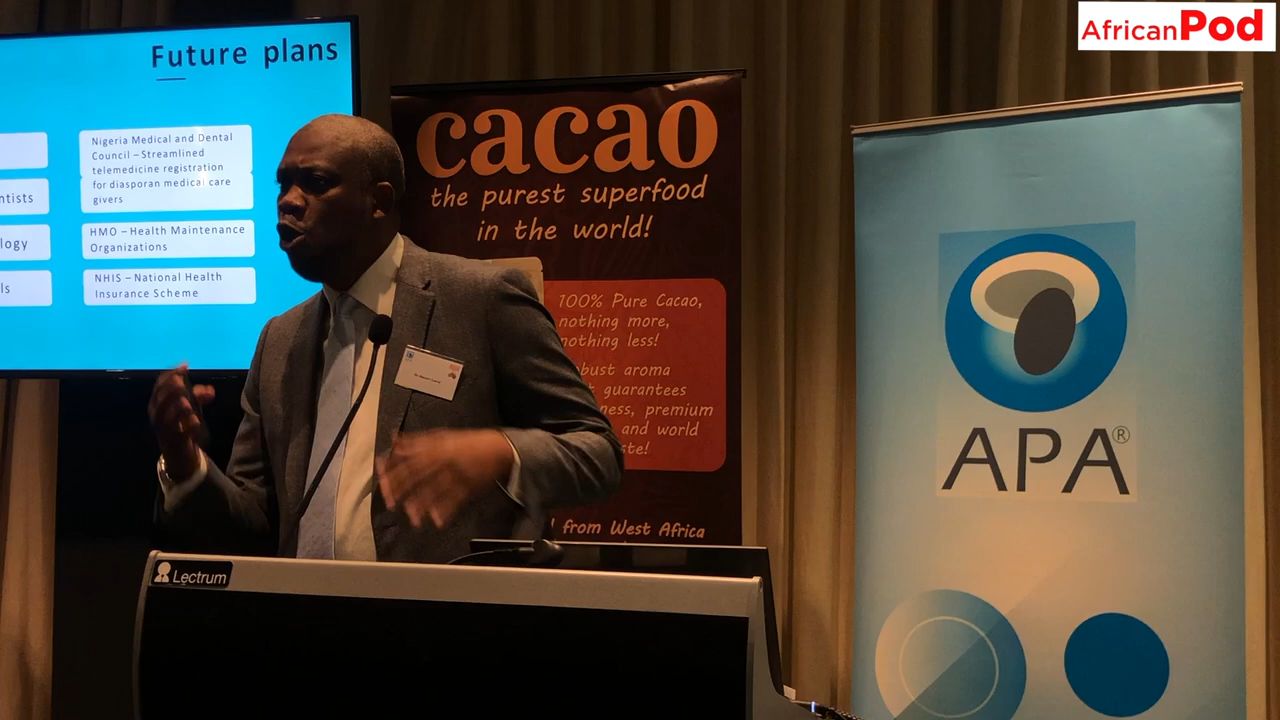 AfricanPod
Future plans
ntists
logy
ls
Nigeria Medical and Dental
Council – Streamlined
telemedicine registration
for diasporan medical care
givers
HMO – Health Maintenance
Organizations
NHIS – National Health
Insurance Scheme
cacao
the purest superfood
in the world!
100% Pure Cacao,
nothing more,
nothing less!
bust aroma
t guarantees
ness, premium
and world
ste!
from West Africa
APA®
Lectrum